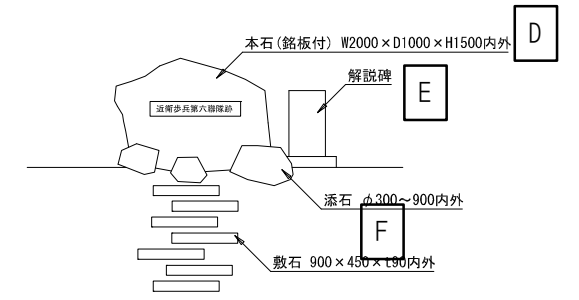 本石(銘板付) W2000×D1000×H1500内外
D
解説碑
E
近衛歩兵第六聯隊跡
添石 φ300～900内外
F
敷石 900×450×t90内外